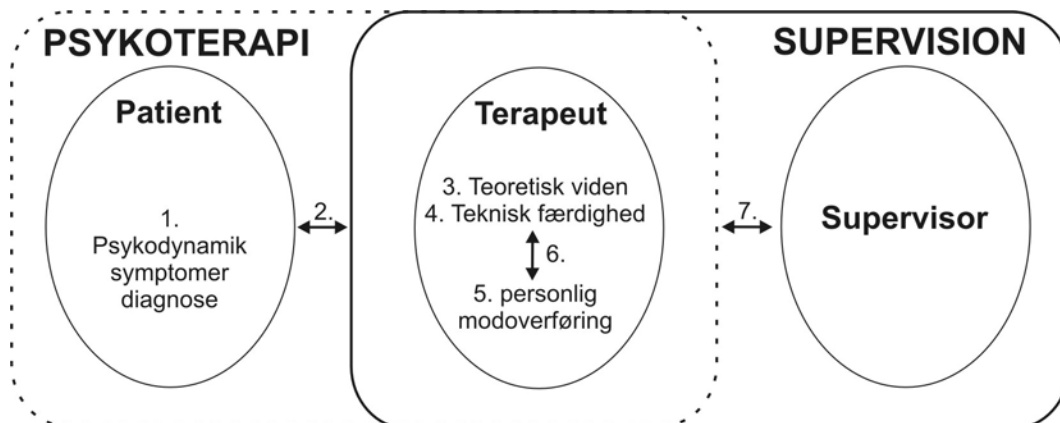 PSYKOTERAPI
SUPERVISION
Patient
1.
Psykodynamik
symptomer
diagnose
2.
Terapeut
3. Teoretisk viden
4. Teknisk færdighed
6.
5. personlig
modoverføring
7.
Supervisor